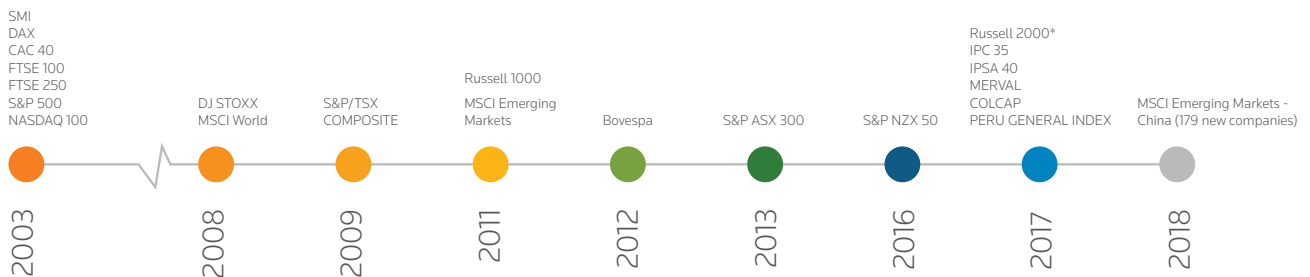 SMI
DAX
CAC 40
FTSE 100
FTSE 250
S&P 500
NASDAQ 100
2003
DJ STOXX
MSCI World
2008
S&P/TSX
COMPOSITE
2009
Russell 1000
MSCI Emerging
Markets
2011
Bovespa
2012
S&P ASX 300
2013
S&P NZX 50
2016
Russell 2000*
IPC 35
IPSA 40
MERVAL
COLCAP
PERU GENERAL INDEX
2017
MSCI Emerging Markets -
China (179 new companies)
2018